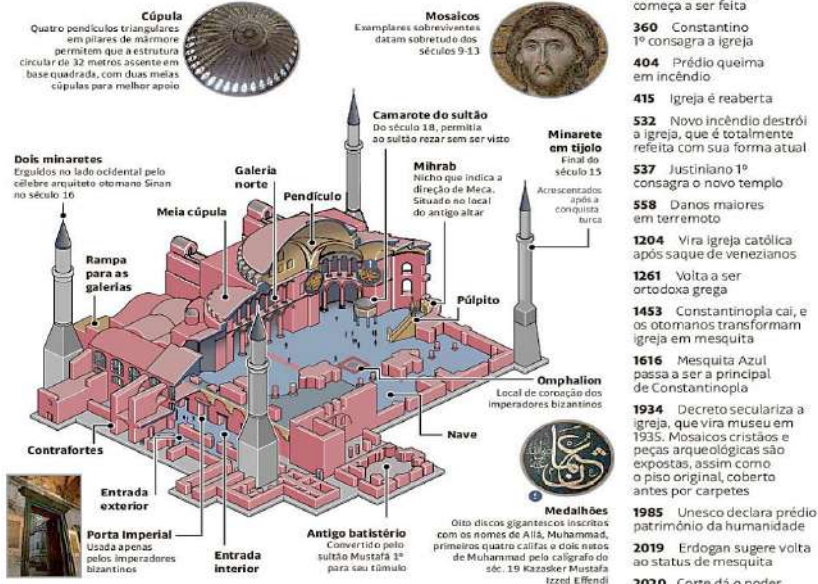 Cúpula
Quatro pendículos triangulares
em pilares de mármore
permitem que a estrutura
circular de 32 metros assente em
base quadrada, com duas meias
cúpulas para melhor apoio
Mosaicos
Exemplares sobreviventes
datam sobretudo dos
séculos 9-13
Camarote do sultão
Do século 18, permitia
ao sultão rezar sem ser visto
Minarete
em tijolo
Final do
século 15
Acrescentados
após a
conquista
turca
Dois minaretes
Erguidos no lado ocidental pelo
célebre arquiteto otomano Sinan
no século 16
Galeria
norte
Mihrab
Nicho que indica a
direção de Meca.
Situado no local
do antigo altar
Pendículo
Meia cúpula
Rampa
para as
galerias
Púlpito
Omphalion
Local de coroação dos
imperadores bizantinos
Nave
Contrafortes
Entrada
exterior
Porta Imperial
Usada apenas
pelos imperadores
bizantinos
Entrada
interior
Antigo batistério
Convertido pelo
sultão Mustafá 1º
para seu túmulo
Medalhões
Oito discos gigantescos inscritos
com os nomes de Allá, Muhammad,
primeiros quatro califas e dois netos
de Muhammad pelo calígrafo do
séc. 19 Kazasker Mustafa
Izzed Effendi
começa a ser feita
360 Constantino
1º consagra a igreja
404 Prédio queima
em incêndio
415 Igreja é reaberta
532 Novo incêndio destrói
a igreja, que é totalmente
refeita com sua forma atual
537 Justiniano 1º
consagra o novo templo
558 Danos maiores
em terremoto
1204 Vira igreja católica
após saque de venezianos
1261 Volta a ser
ortodoxa grega
1453 Constantinopla cai, e
os otomanos transformam
igreja em mesquita
1616 Mesquita Azul
passa a ser a principal
de Constantinopla
1934 Decreto seculariza a
igreja, que vira museu em
1935. Mosaicos cristãos e
peças arqueológicas são
expostas, assim como
o piso original, coberto
antes por carpetes
1985 Unesco declara prédio
patrimônio da humanidade
2019 Erdogan sugere volta
ao status de mesquita
2020 Corte dá o poder